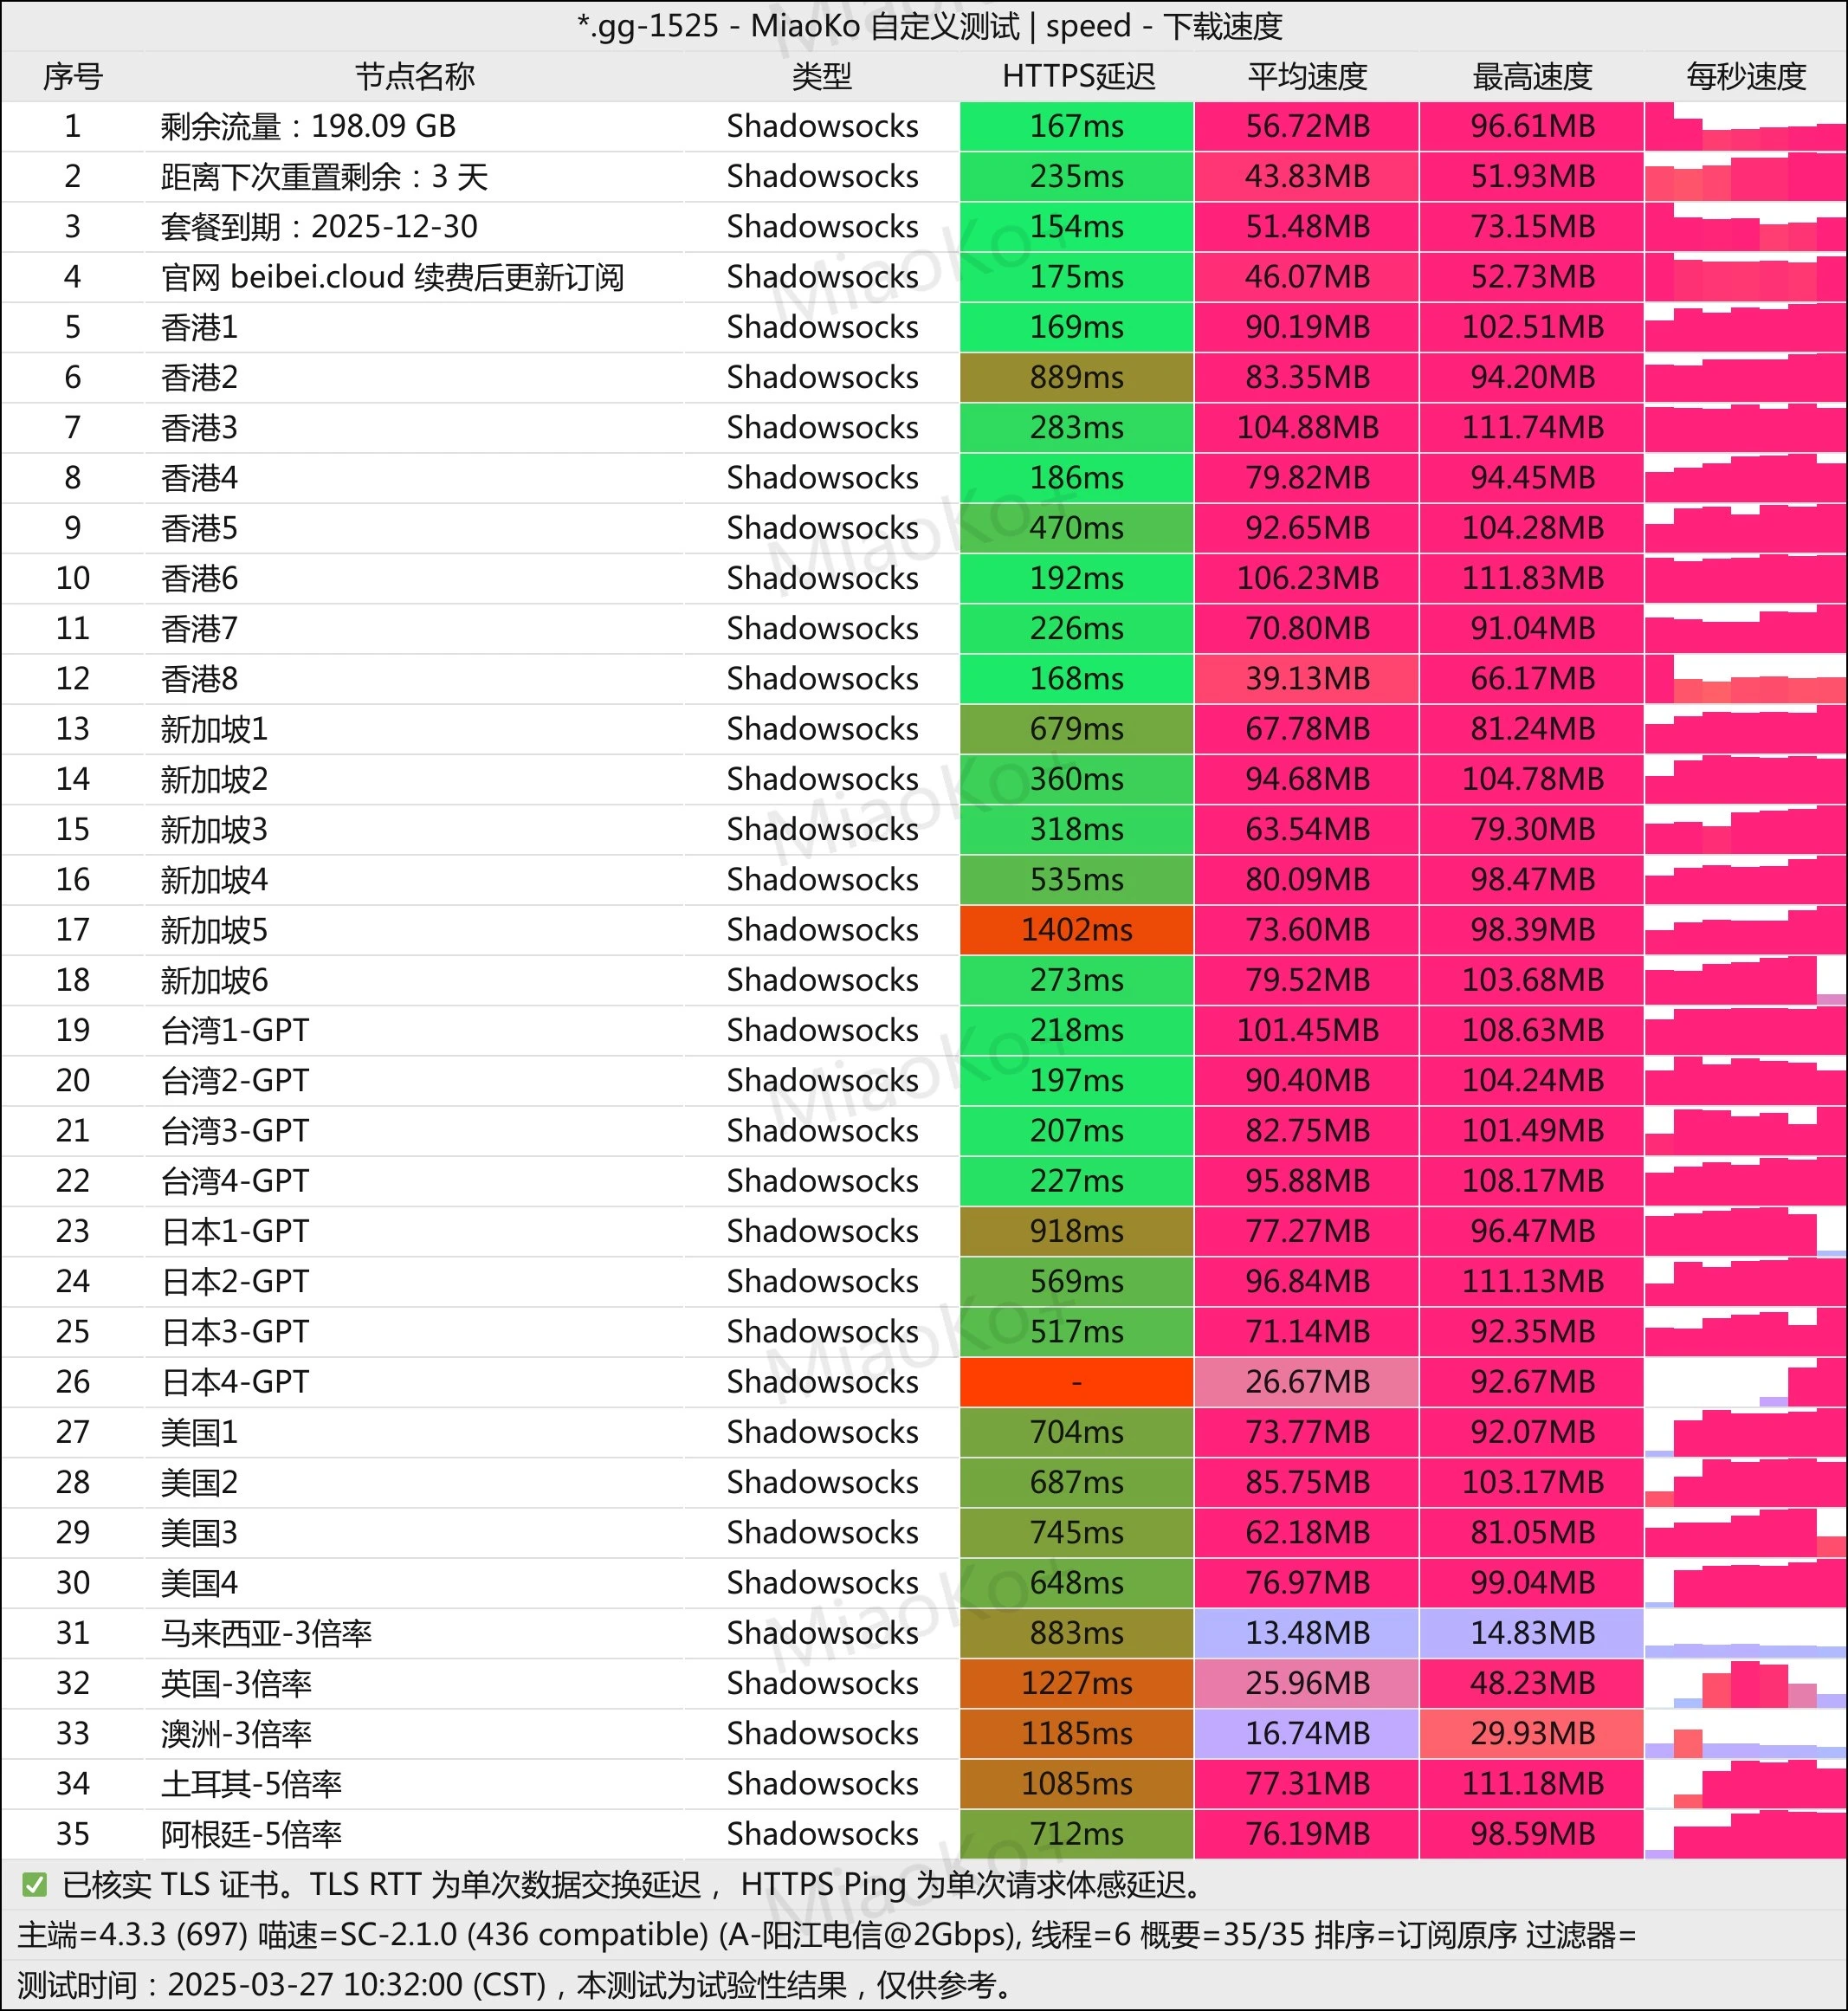 *.gg-1525 - MiaoKo 自定义测试 | speed - 下载速度
序号 节点名称 类型 HTTPS延迟 平均速度 最高速度 每秒速度
1 剩余流量：198.09 GB Shadowsocks 167ms 56.72MB 96.61MB
2 距离下次重置剩余：3 天 Shadowsocks 235ms 43.83MB 51.93MB
3 套餐到期：2025-12-30 Shadowsocks 154ms 51.48MB 73.15MB
4 官网 beibei.cloud 续费后更新订阅 Shadowsocks 175ms 46.07MB 52.73MB
5 香港1 Shadowsocks 169ms 90.19MB 102.51MB
6 香港2 Shadowsocks 889ms 83.35MB 94.20MB
7 香港3 Shadowsocks 283ms 104.88MB 111.74MB
8 香港4 Shadowsocks 186ms 79.82MB 94.45MB
9 香港5 Shadowsocks 470ms 92.65MB 104.28MB
10 香港6 Shadowsocks 192ms 106.23MB 111.83MB
11 香港7 Shadowsocks 226ms 70.80MB 91.04MB
12 香港8 Shadowsocks 168ms 39.13MB 66.17MB
13 新加坡1 Shadowsocks 679ms 67.78MB 81.24MB
14 新加坡2 Shadowsocks 360ms 94.68MB 104.78MB
15 新加坡3 Shadowsocks 318ms 63.54MB 79.30MB
16 新加坡4 Shadowsocks 535ms 80.09MB 98.47MB
17 新加坡5 Shadowsocks 1402ms 73.60MB 98.39MB
18 新加坡6 Shadowsocks 273ms 79.52MB 103.68MB
19 台湾1-GPT Shadowsocks 218ms 101.45MB 108.63MB
20 台湾2-GPT Shadowsocks 197ms 90.40MB 104.24MB
21 台湾3-GPT Shadowsocks 207ms 82.75MB 101.49MB
22 台湾4-GPT Shadowsocks 227ms 95.88MB 108.17MB
23 日本1-GPT Shadowsocks 918ms 77.27MB 96.47MB
24 日本2-GPT Shadowsocks 569ms 96.84MB 111.13MB
25 日本3-GPT Shadowsocks 517ms 71.14MB 92.35MB
26 日本4-GPT Shadowsocks - 26.67MB 92.67MB
27 美国1 Shadowsocks 704ms 73.77MB 92.07MB
28 美国2 Shadowsocks 687ms 85.75MB 103.17MB
29 美国3 Shadowsocks 745ms 62.18MB 81.05MB
30 美国4 Shadowsocks 648ms 76.97MB 99.04MB
31 马来西亚-3倍率 Shadowsocks 883ms 13.48MB 14.83MB
32 英国-3倍率 Shadowsocks 1227ms 25.96MB 48.23MB
33 澳洲-3倍率 Shadowsocks 1185ms 16.74MB 29.93MB
34 土耳其-5倍率 Shadowsocks 1085ms 77.31MB 111.18MB
35 阿根廷-5倍率 Shadowsocks 712ms 76.19MB 98.59MB
✅ 已核实 TLS 证书。TLS RTT 为单次数据交换延迟， HTTPS Ping 为单次请求体感延迟。
主端=4.3.3 (697) 喵速=SC-2.1.0 (436 compatible) (A-阳江电信@2Gbps), 线程=6 概要=35/35 排序=订阅原序 过滤器=
测试时间：2025-03-27 10:32:00 (CST)，本测试为试验性结果，仅供参考。
MiaoKo+
MiaoKo+
MiaoKo+
MiaoKo+
MiaoKo+
MiaoKo+
MiaoKo+
MiaoKo+